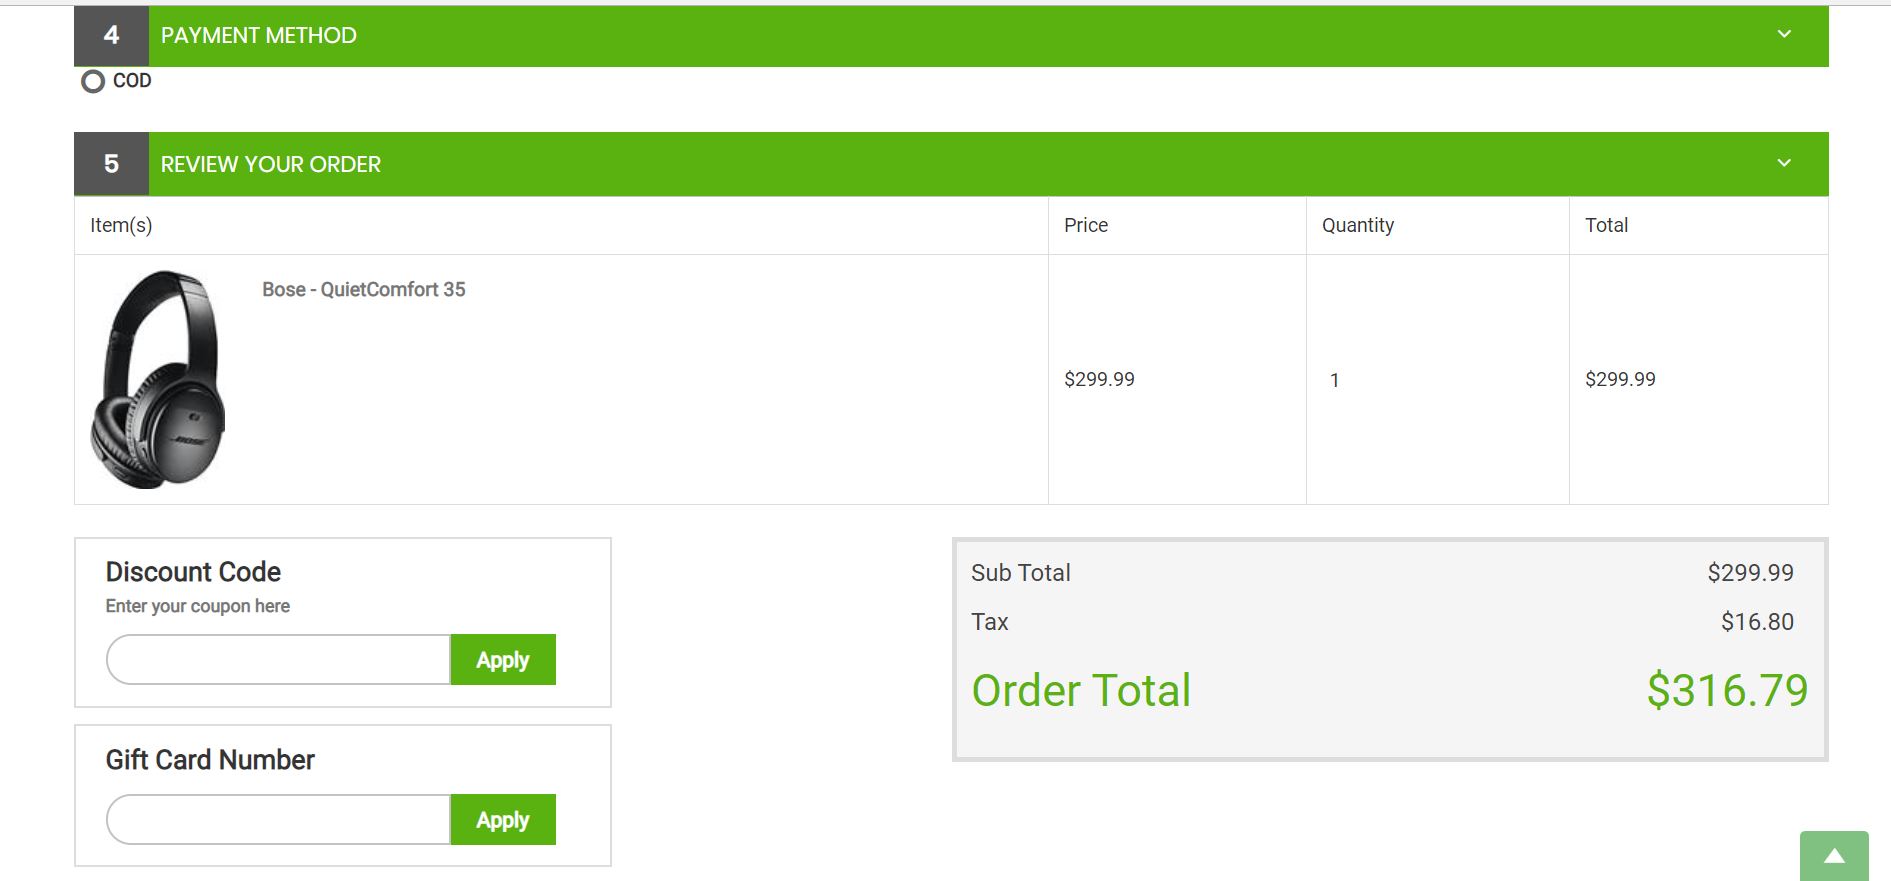 4 PAYMENT METHOD
COD
5 REVIEW YOUR ORDER
Item(s) Price Quantity Total
Bose - QuietComfort 35
$299.99 1 $299.99
BOSE
Discount Code
Enter your coupon here
Apply
Gift Card Number
Apply
Sub Total $299.99
Tax $16.80
Order Total $316.79